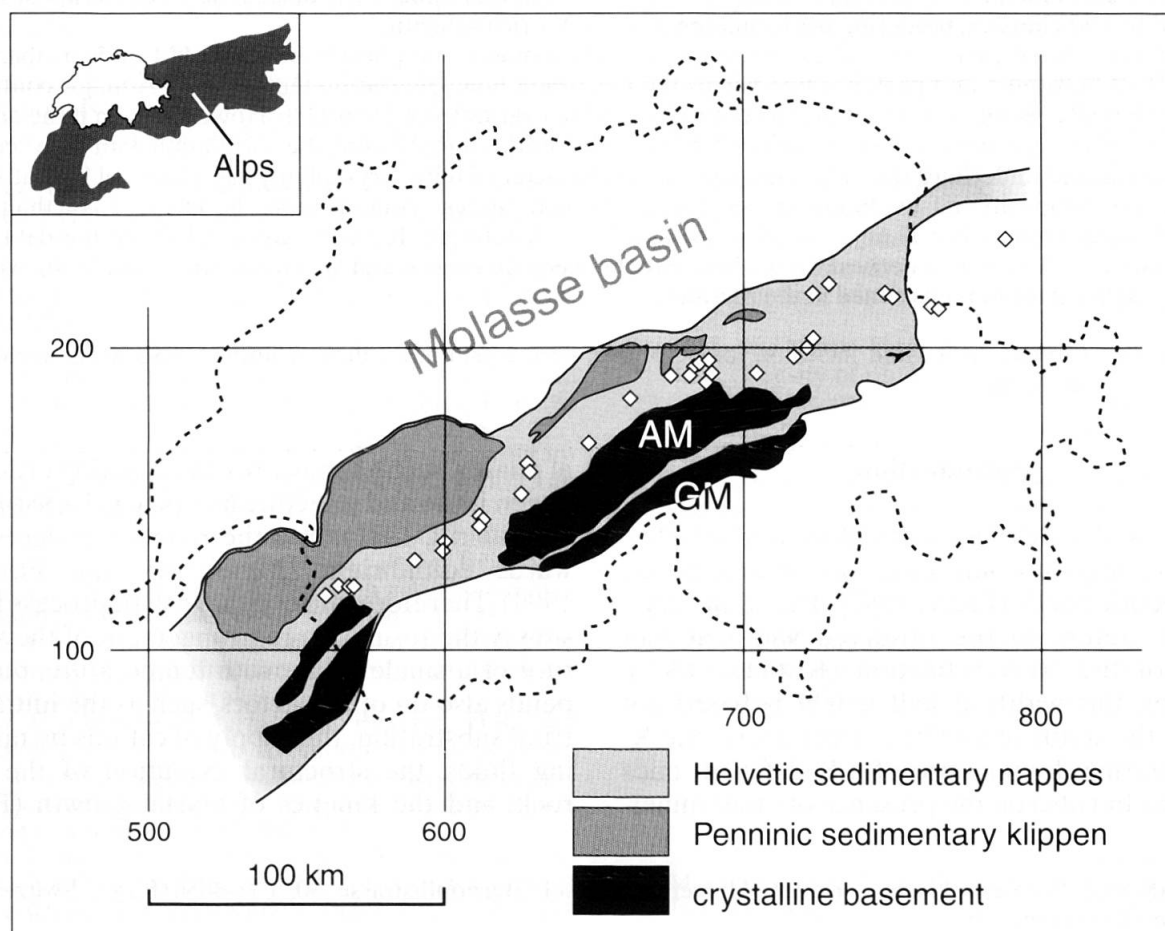 Alps
Molasse basin
200
AM
GM
100
700
800
Helvetic sedimentary nappes
500
600
Penninic sedimentary klippen
100 km
crystalline basement